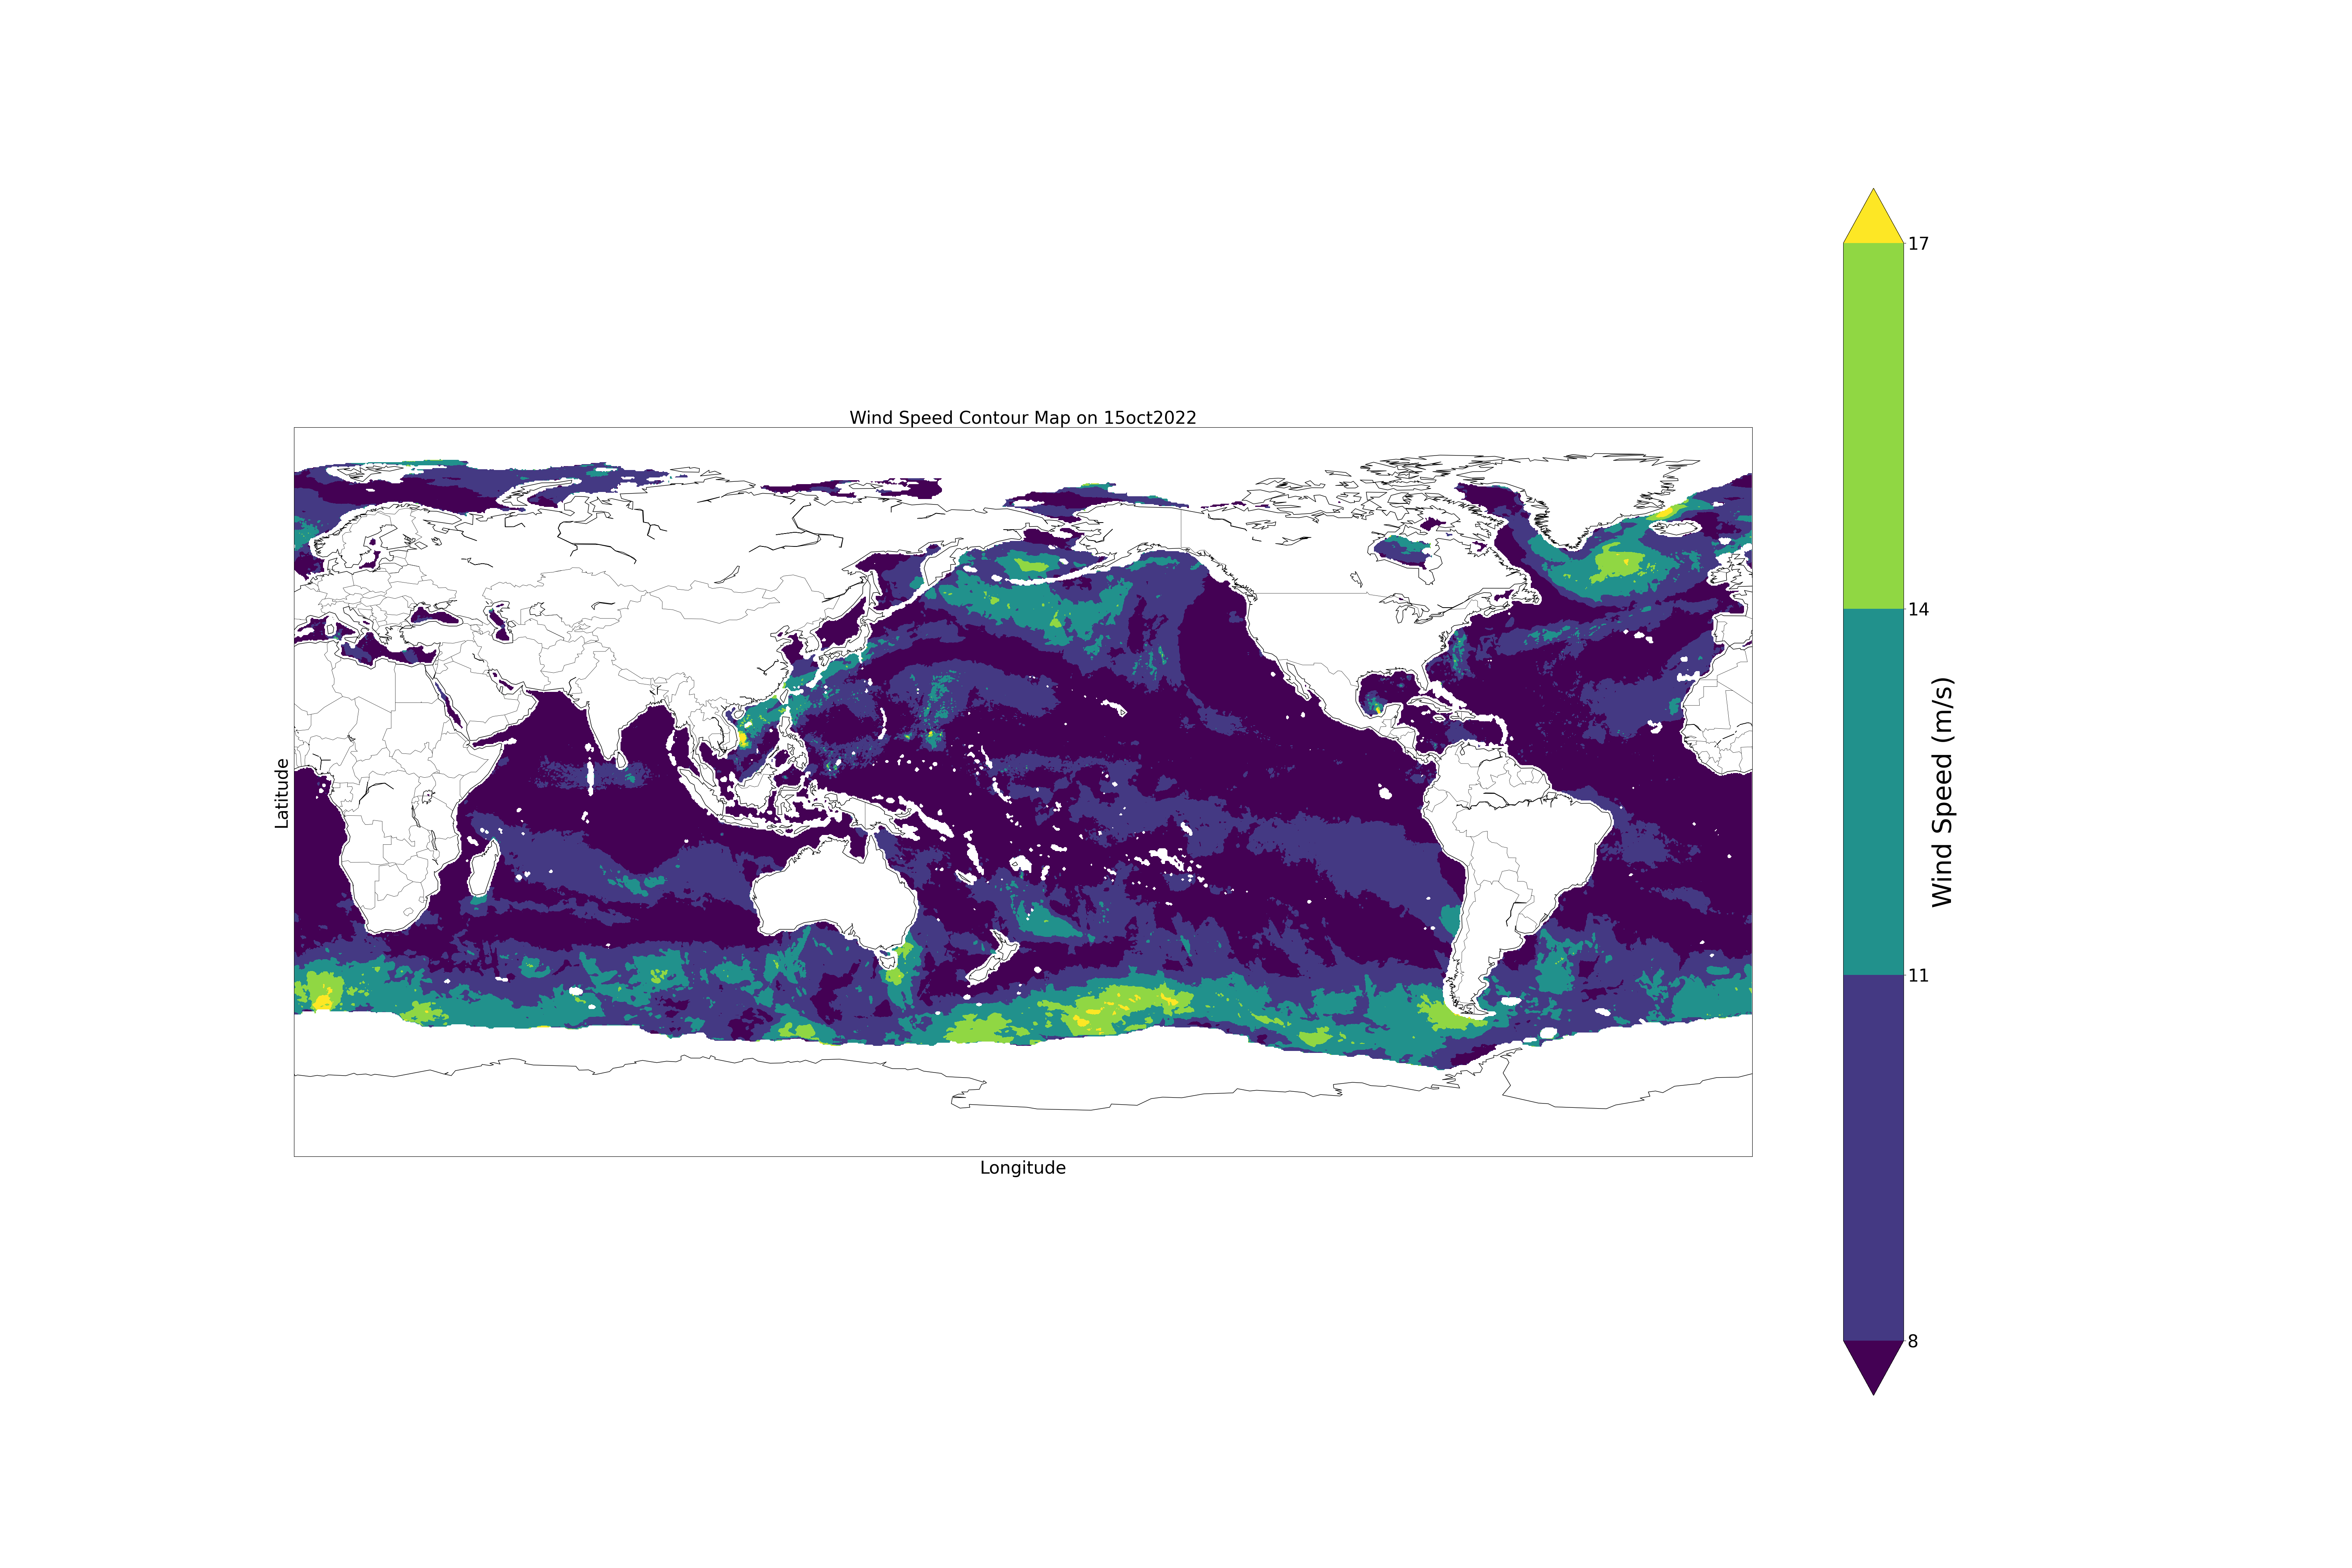 Wind Speed Contour Map on 15oct2022
Latitude
Longitude
17
14
11
8
Wind Speed (m/s)